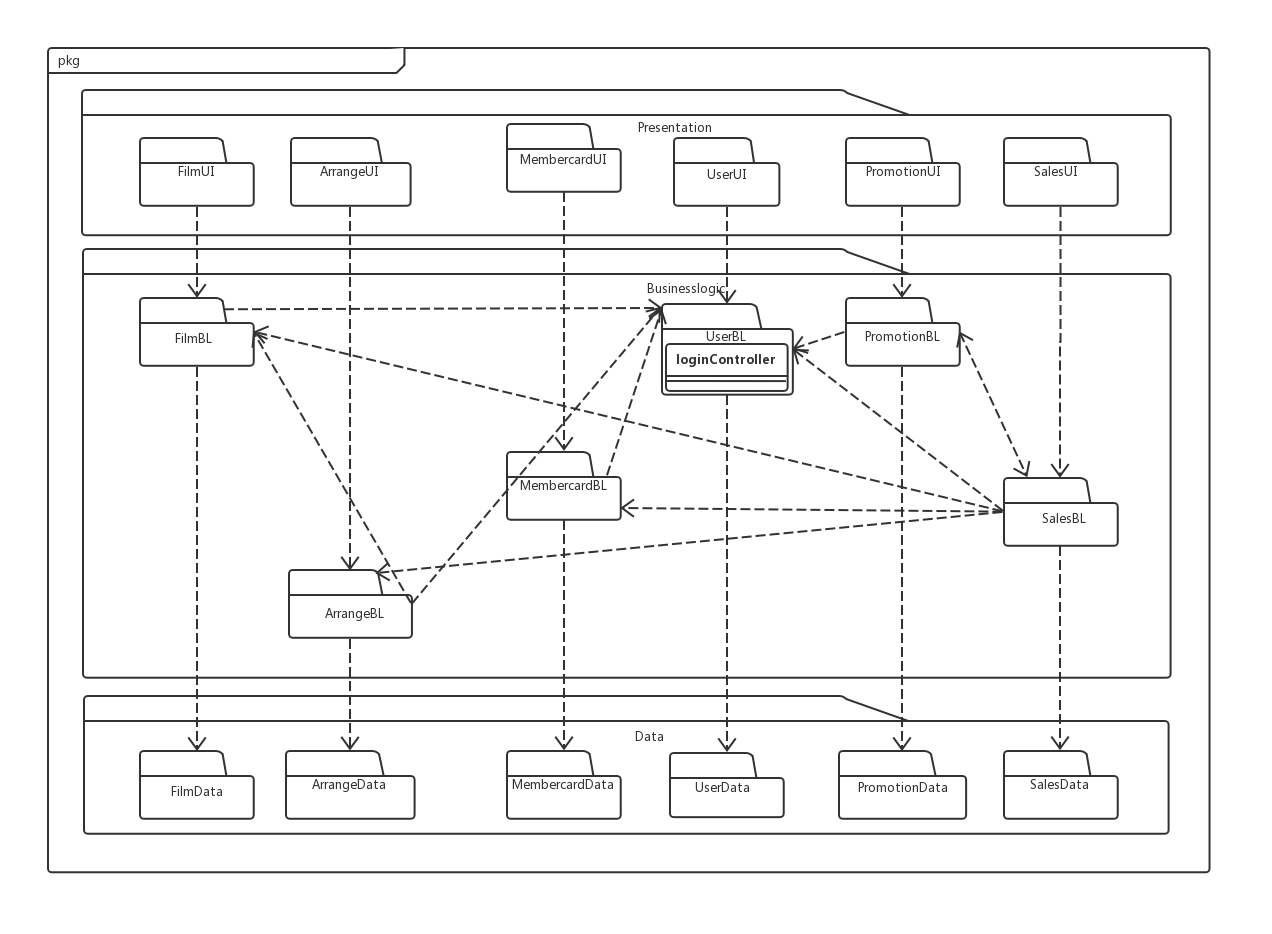 pkg
Presentation
FilmUI
ArrangeUI
MembercardUI
UserUI
PromotionUI
SalesUI
Businesslogic
FilmBL
UserBL
loginController
PromotionBL
MembercardBL
SalesBL
ArrangeBL
Data
FilmData
ArrangeData
MembercardData
UserData
PromotionData
SalesData